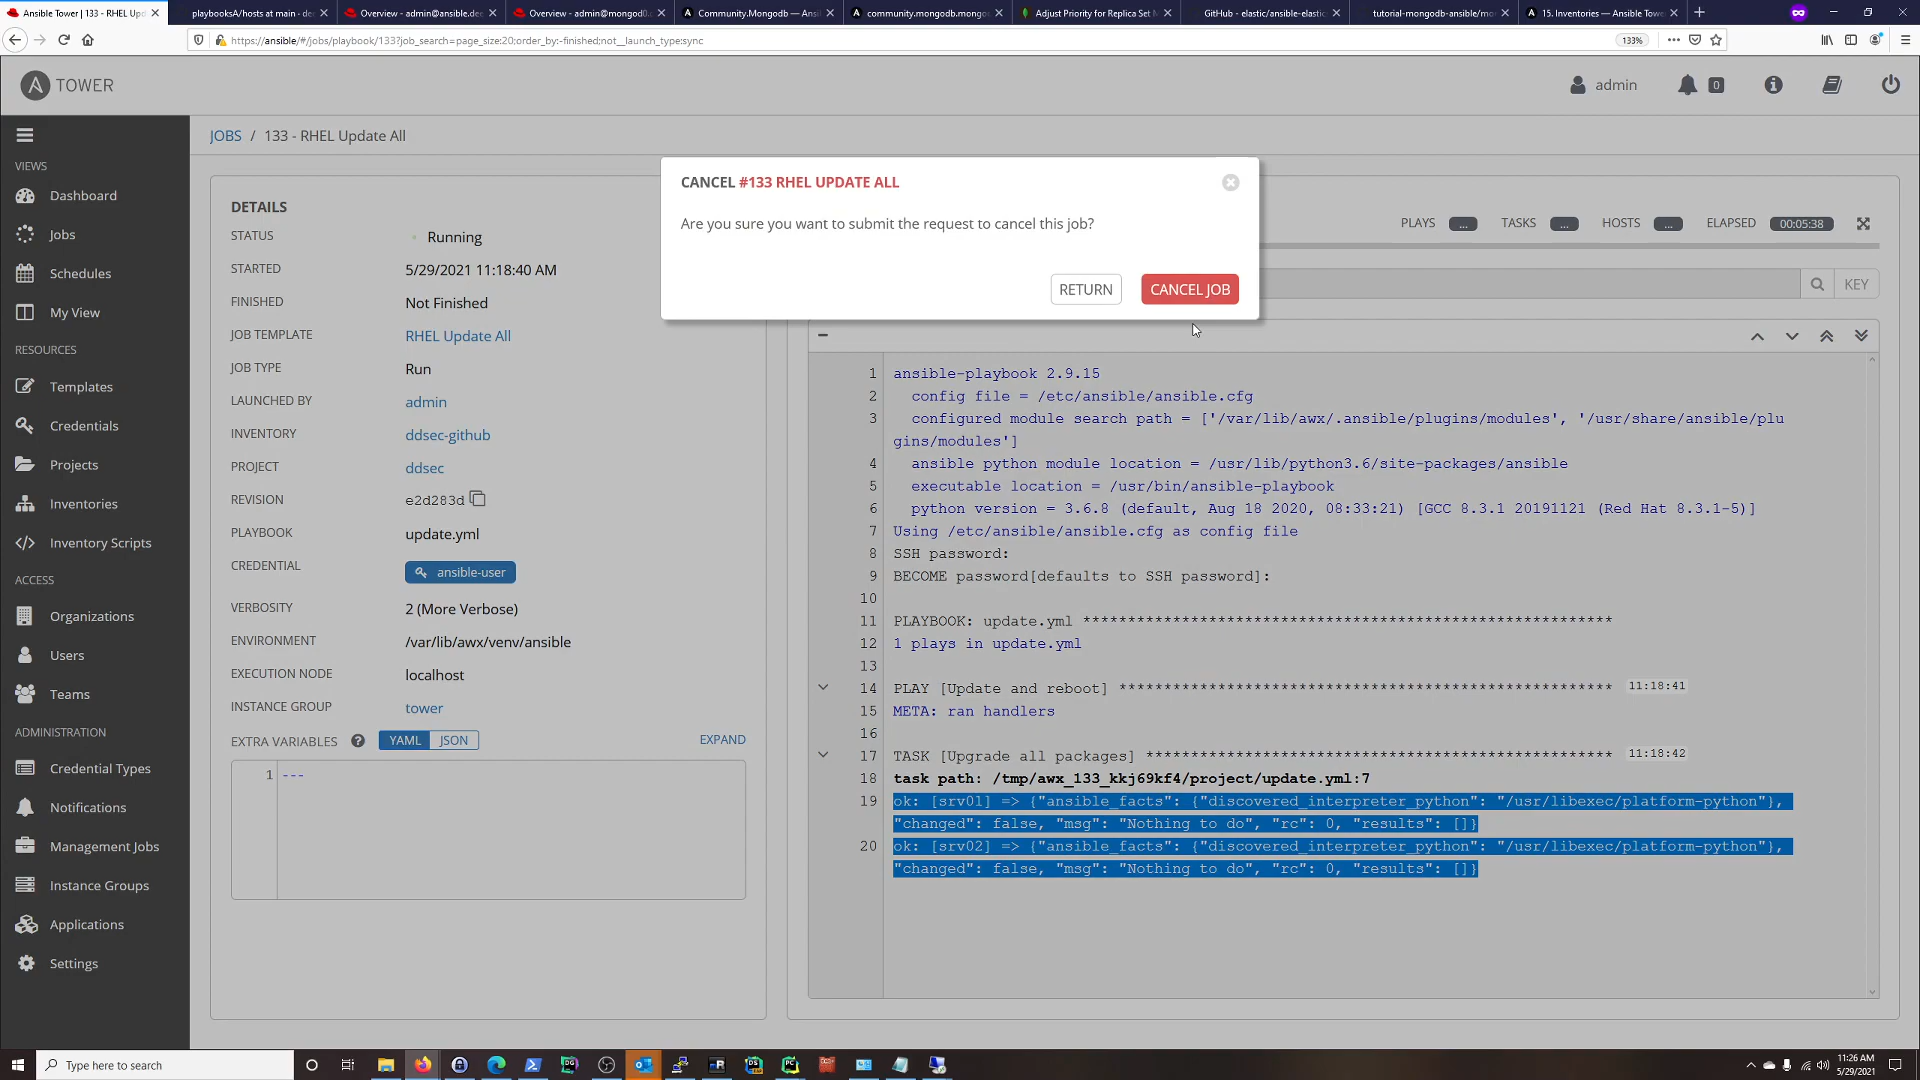 Ansible Tower | 133 - RHEL Upd
playbooksA/hosts at main · de
Overview - admin@ansible.de
Overview - admin@mongod0.
Community.Mongodb — Ansi
community.mongodb.mongo
Adjust Priority for Replica Set M
GitHub - elastic/ansible-elastic
tutorial-mongodb-ansible/mo
15. Inventories — Ansible Towe
https://ansible/#/jobs/playbook/133?job_search=page_size:20;order_by:-finished;not__launch_type:sync
133%
A TOWER
admin
0
VIEWS
Dashboard
Jobs
Schedules
My View
RESOURCES
Templates
Credentials
Projects
Inventories
Inventory Scripts
ACCESS
Organizations
Users
Teams
ADMINISTRATION
Credential Types
Notifications
Management Jobs
Instance Groups
Applications
Settings
JOBS / 133 - RHEL Update All
CANCEL #133 RHEL UPDATE ALL
Are you sure you want to submit the request to cancel this job?
RETURN
CANCEL JOB
DETAILS
STATUS Running
STARTED 5/29/2021 11:18:40 AM
FINISHED Not Finished
JOB TEMPLATE RHEL Update All
JOB TYPE Run
LAUNCHED BY admin
INVENTORY ddsec-github
PROJECT ddsec
REVISION e2d283d
PLAYBOOK update.yml
CREDENTIAL ansible-user
VERBOSITY 2 (More Verbose)
ENVIRONMENT /var/lib/awx/venv/ansible
EXECUTION NODE localhost
INSTANCE GROUP tower
EXTRA VARIABLES ? YAML JSON EXPAND
1 ---
PLAYS ... TASKS ... HOSTS ... ELAPSED 00:05:38
KEY
1 ansible-playbook 2.9.15
2 config file = /etc/ansible/ansible.cfg
3 configured module search path = ['/var/lib/awx/.ansible/plugins/modules', '/usr/share/ansible/plu
gins/modules']
4 ansible python module location = /usr/lib/python3.6/site-packages/ansible
5 executable location = /usr/bin/ansible-playbook
6 python version = 3.6.8 (default, Aug 18 2020, 08:33:21) [GCC 8.3.1 20191121 (Red Hat 8.3.1-5)]
7 Using /etc/ansible/ansible.cfg as config file
8 SSH password:
9 BECOME password[defaults to SSH password]:
10
11 PLAYBOOK: update.yml ***********************************************************
12 1 plays in update.yml
13
14 PLAY [Update and reboot] ******************************************************* 11:18:41
15 META: ran handlers
16
17 TASK [Upgrade all packages] **************************************************** 11:18:42
18 task path: /tmp/awx_133_kkj69kf4/project/update.yml:7
19 ok: [srv01] => {"ansible_facts": {"discovered_interpreter_python": "/usr/libexec/platform-python"},
"changed": false, "msg": "Nothing to do", "rc": 0, "results": []}
20 ok: [srv02] => {"ansible_facts": {"discovered_interpreter_python": "/usr/libexec/platform-python"},
"changed": false, "msg": "Nothing to do", "rc": 0, "results": []}
Type here to search
11:26 AM
5/29/2021